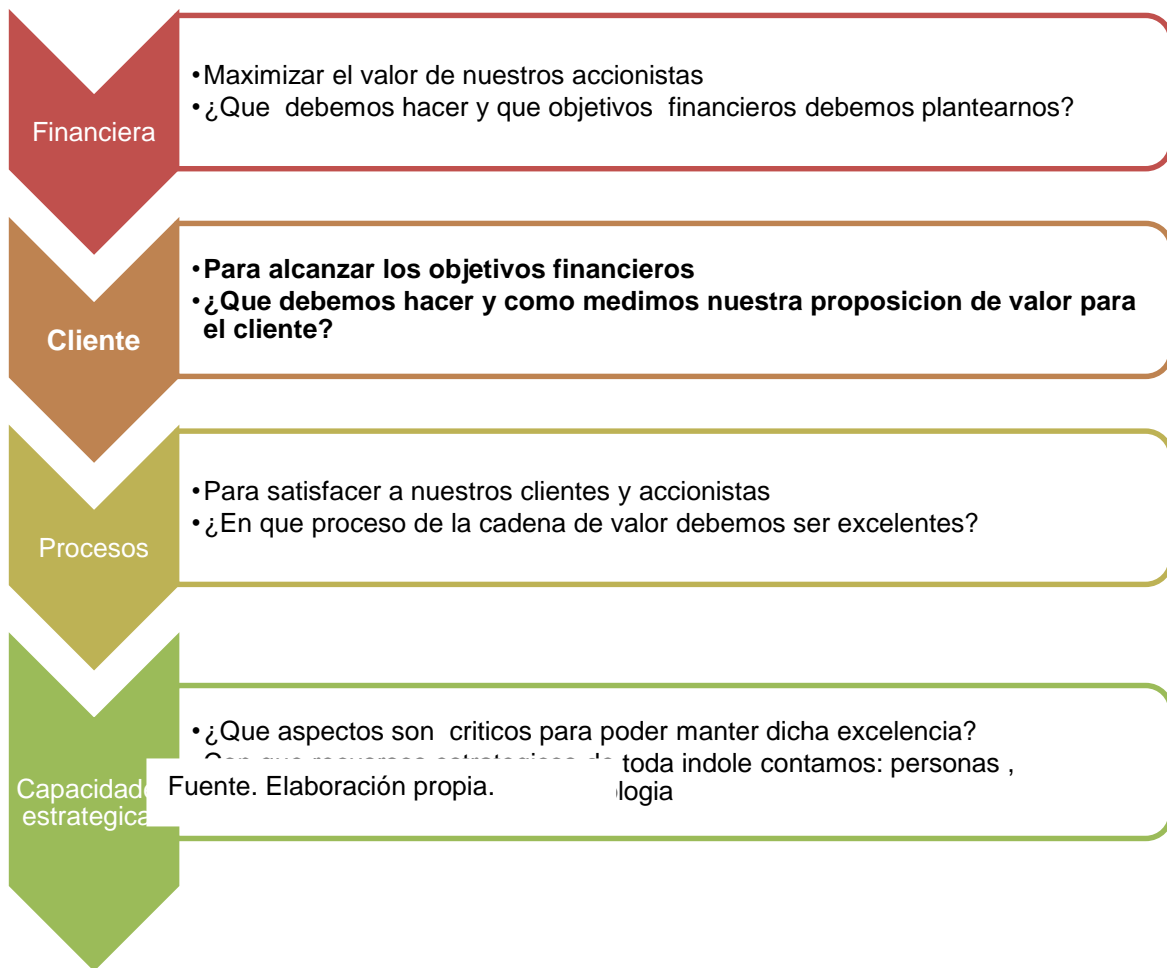 Financiera
•Maximizar el valor de nuestros accionistas
•¿Que debemos hacer y que objetivos financieros debemos plantearnos?
Cliente
•Para alcanzar los objetivos financieros
•¿Que debemos hacer y como medimos nuestra proposicion de valor para
el cliente?
Procesos
•Para satisfacer a nuestros clientes y accionistas
•¿En que proceso de la cadena de valor debemos ser excelentes?
Capacidade
estrategica
•¿Que aspectos son criticos para poder manter dicha excelencia?
toda indole contamos: personas ,
ologia
Fuente. Elaboración propia.